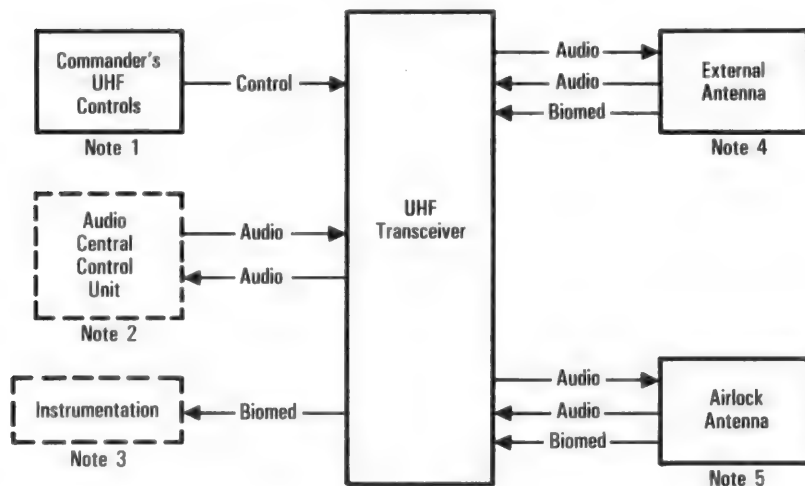 Commander's
UHF
Controls
Note 1
Control
Audio
Central
Control
Unit
Note 2
Audio
Audio
Instrumentation
Note 3
Biomed
UHF
Transceiver
Audio
Audio
Biomed
External
Antenna
Note 4
Audio
Audio
Biomed
Airlock
Antenna
Note 5